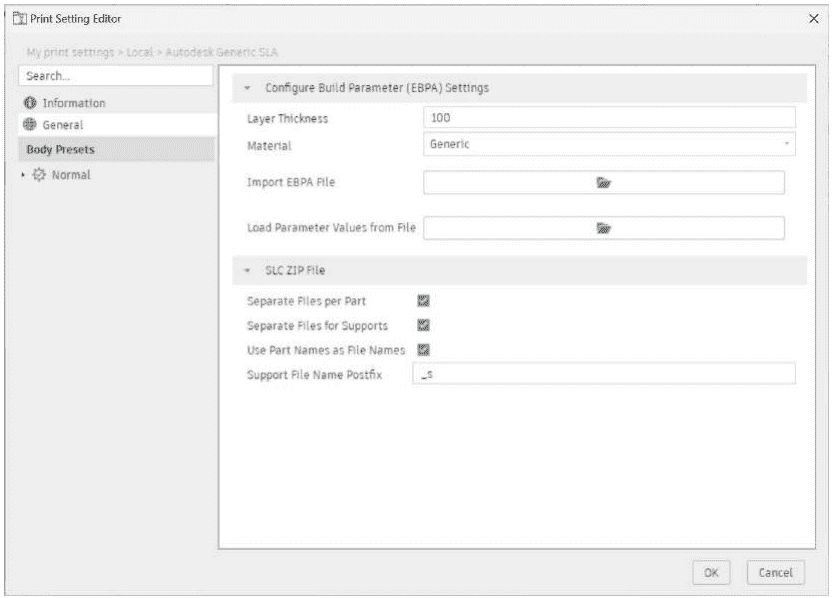 Print Setting Editor
My print settings > Local > Autodesk Generic SLA
Search...
Information
General
Body Presets
Normal
Configure Build Parameter (EBPA) Settings
Layer Thickness 100
Material Generic
Import EBPA File
Load Parameter Values from File
SLC ZIP File
Separate Files per Part
Separate Files for Supports
Use Part Names as File Names
Support File Name Postfix _s
OK Cancel